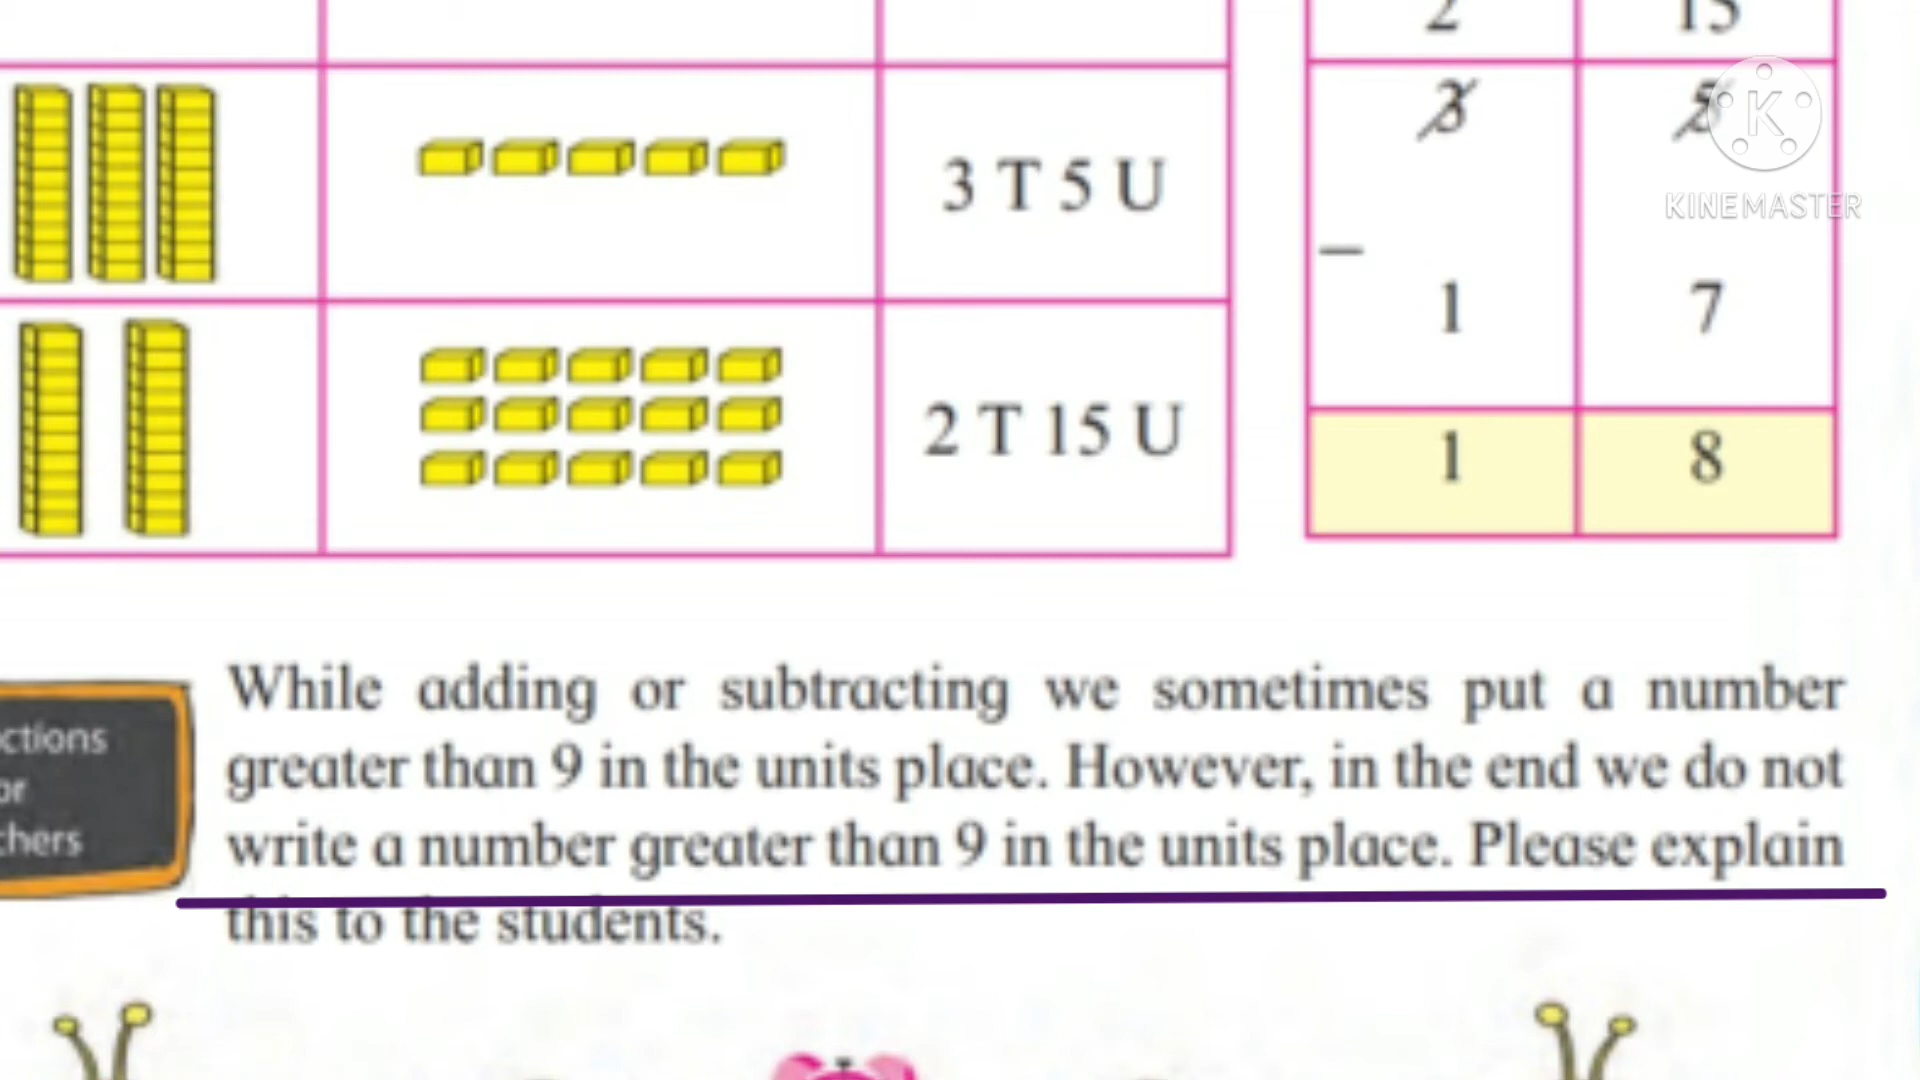 2 15
3 5
K
KINEMASTER
3 T 5 U
–
1 7
2 T 15 U
1 8
While adding or subtracting we sometimes put a number
greater than 9 in the units place. However, in the end we do not
write a number greater than 9 in the units place. Please explain
this to the students.
ctions
or
chers